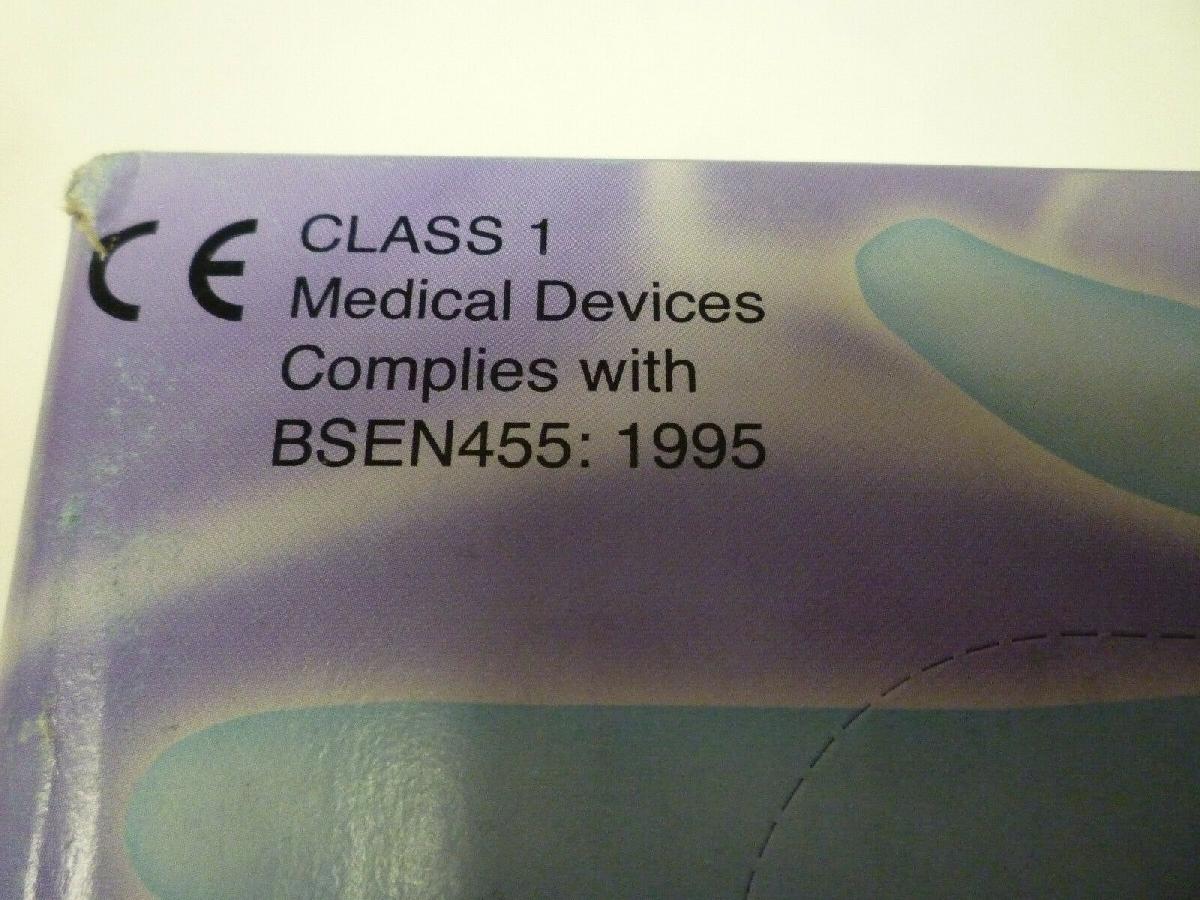 CE CLASS 1
Medical Devices
Complies with
BSEN455: 1995